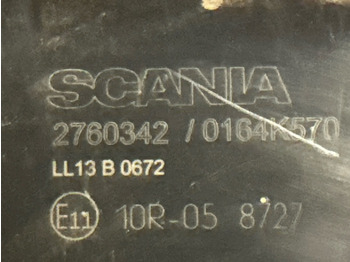 SCANIA
2760342 / 0164K570
LL13 B 0672
E11 10R-05 8727